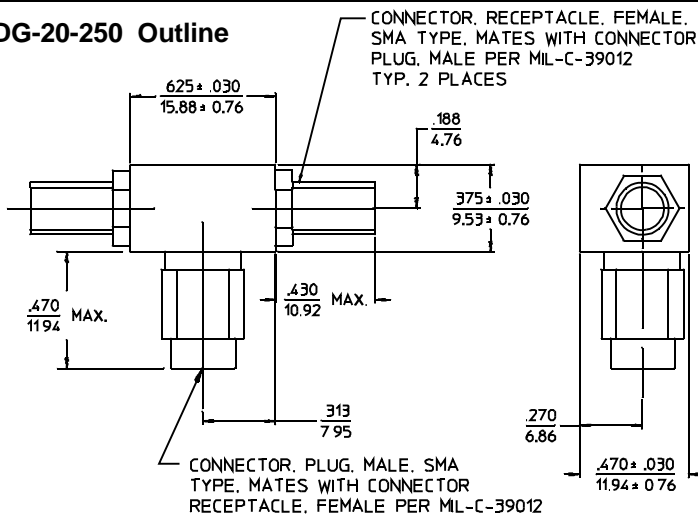 DG-20-250 Outline
CONNECTOR, RECEPTACLE, FEMALE,
SMA TYPE, MATES WITH CONNECTOR
PLUG, MALE PER MIL-C-39012
TYP, 2 PLACES
.625± .030
15.88± 0.76
.188
4.76
.375± .030
9.53± 0.76
.470
11.94
MAX.
.430
10.92
MAX.
.313
7.95
.270
6.86
.470± .030
11.94± 0.76
CONNECTOR, PLUG, MALE, SMA
TYPE, MATES WITH CONNECTOR
RECEPTACLE, FEMALE PER MIL-C-39012